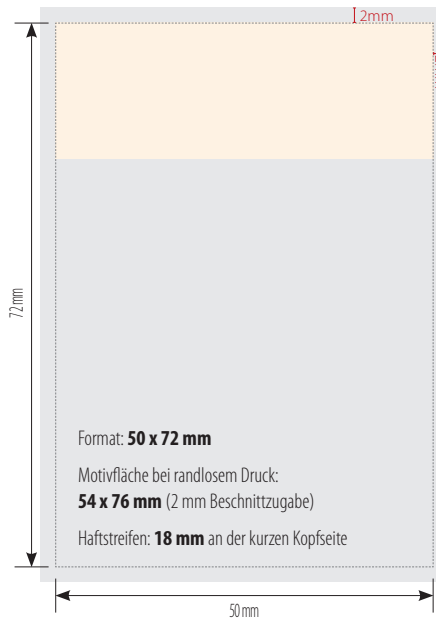 2mm
72 mm
Format: 50 x 72 mm
Motivfläche bei randlosem Druck:
54 x 76 mm (2 mm Beschnittzugabe)
Haftstreifen: 18 mm an der kurzen Kopfseite
50 mm